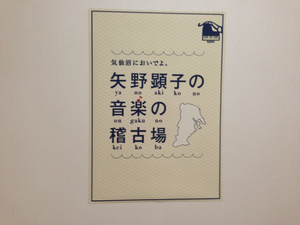 気仙沼においでよ。
矢野顕子の
ya no aki ko no
音楽の
on gaku no
稽古場
kei ko ba